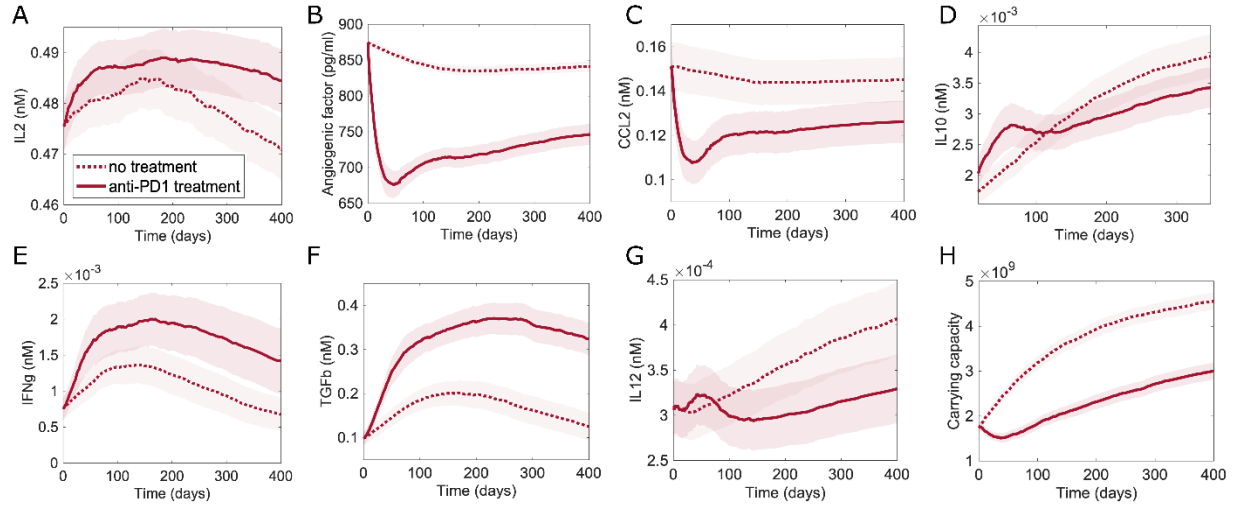 A
0.49
0.48
0.47
0.46
IL2 (nM)
no treatment
anti-PD1 treatment
0 100 200 300 400
Time (days)
B
900
850
800
750
700
650
Angiogenic factor (pg/ml)
0 100 200 300 400
Time (days)
C
0.16
0.14
0.12
0.1
CCL2 (nM)
0 100 200 300 400
Time (days)
D
×10-3
4
3.5
3
2.5
2
IL10 (nM)
100 200 300
Time (days)
E
×10-3
2.5
2
1.5
1
0.5
0
IFNg (nM)
0 100 200 300 400
Time (days)
F
0.4
0.3
0.2
0.1
TGFb (nM)
0 100 200 300 400
Time (days)
G
×10-4
4.5
4
3.5
3
2.5
IL12 (nM)
0 100 200 300 400
Time (days)
H
×109
5
4
3
2
1
Carrying capacity
0 100 200 300 400
Time (days)